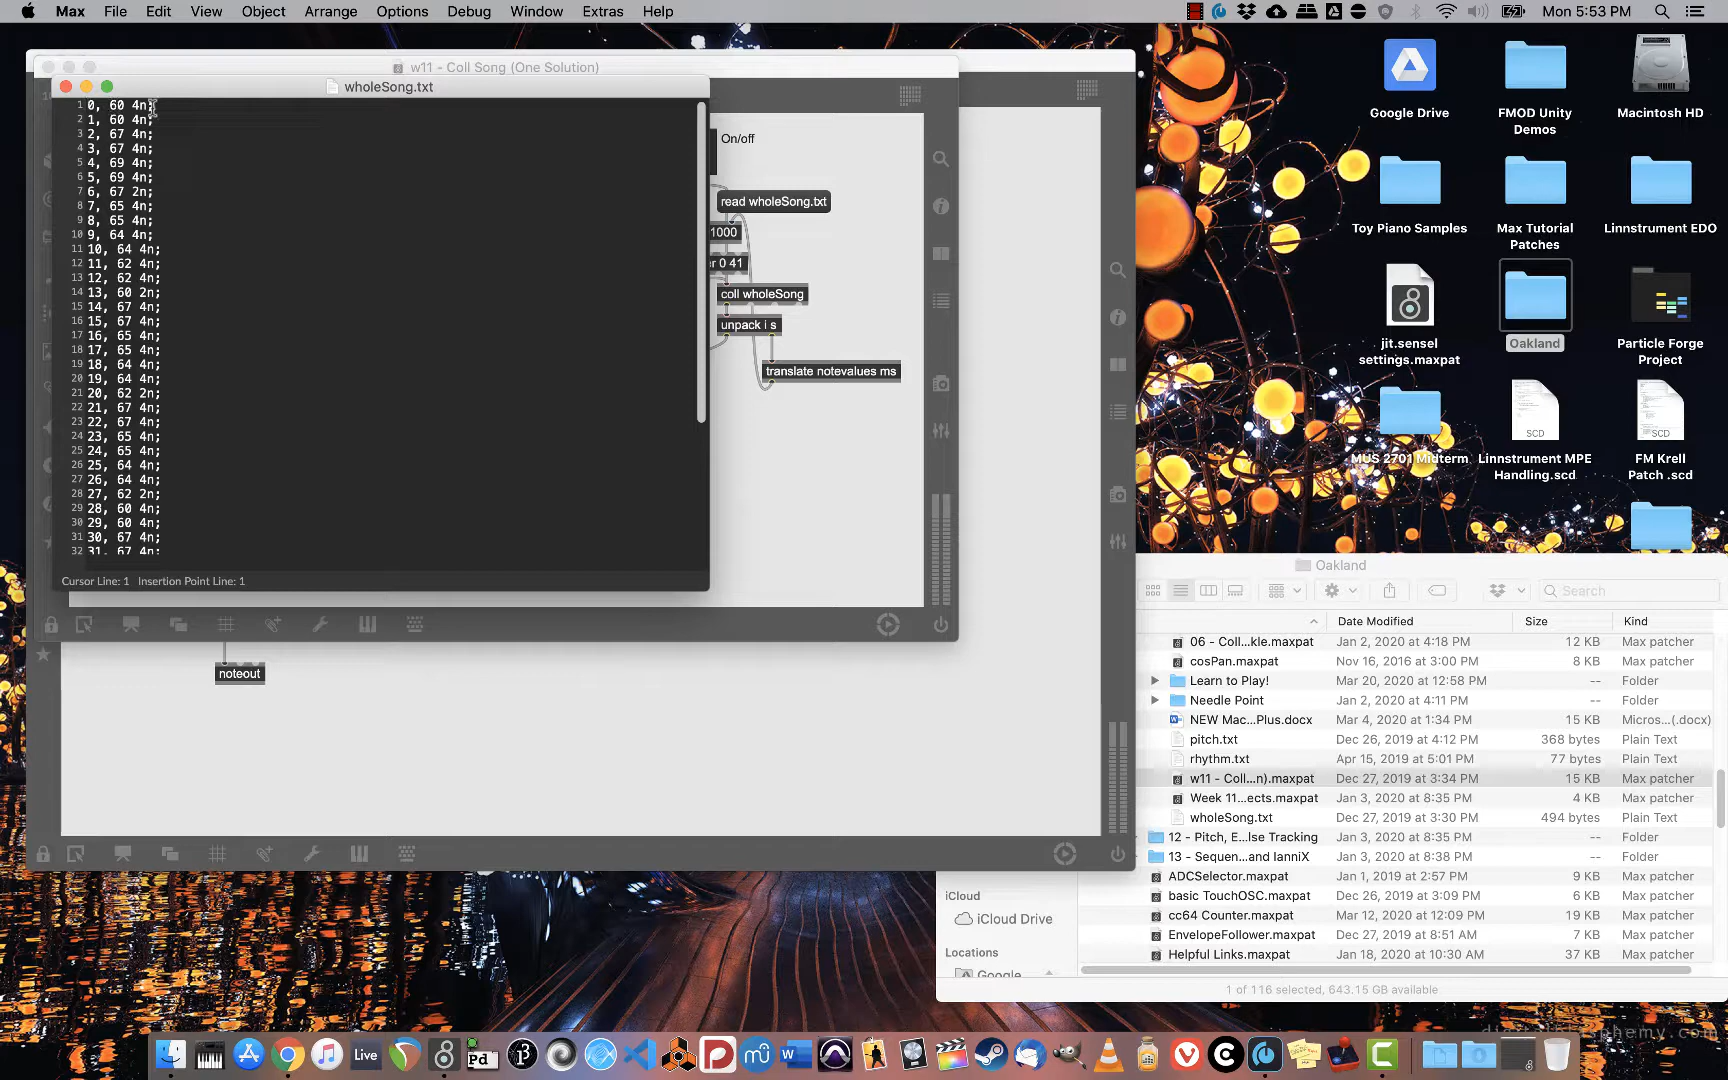 Max File Edit View Object Arrange Options Debug Window Extras Help
Mon 5:53 PM
w11 - Coll Song (One Solution)
wholeSong.txt
1 0, 60 4n;
2 1, 60 4n;
3 2, 67 4n;
4 3, 67 4n;
5 4, 69 4n;
6 5, 69 4n;
7 6, 67 2n;
8 7, 65 4n;
9 8, 65 4n;
10 9, 64 4n;
11 10, 64 4n;
12 11, 62 4n;
13 12, 62 4n;
14 13, 60 2n;
15 14, 67 4n;
16 15, 67 4n;
17 16, 65 4n;
18 17, 65 4n;
19 18, 64 4n;
20 19, 64 4n;
21 20, 62 2n;
22 21, 67 4n;
23 22, 67 4n;
24 23, 65 4n;
25 24, 65 4n;
26 25, 64 4n;
27 26, 64 4n;
28 27, 62 2n;
29 28, 60 4n;
30 29, 60 4n;
31 30, 67 4n;
32 31, 67 4n;
Cursor Line: 1 Insertion Point Line: 1
On/off
read wholeSong.txt
1000
er 0 41
coll wholeSong
unpack i s
translate notevalues ms
noteout
Google Drive
FMOD Unity Demos
Macintosh HD
Toy Piano Samples
Max Tutorial Patches
Linnstrument EDO
jit.sensel settings.maxpat
Oakland
Particle Forge Project
MUS 2701 Midterm
SCD
Linnstrument MPE Handling.scd
SCD
FM Krell Patch .scd
Oakland
Search
Date Modified Size Kind
06 - Coll...kle.maxpat Jan 2, 2020 at 4:18 PM 12 KB Max patcher
cosPan.maxpat Nov 16, 2016 at 3:00 PM 8 KB Max patcher
Learn to Play! Mar 20, 2020 at 12:58 PM -- Folder
Needle Point Jan 2, 2020 at 4:11 PM -- Folder
NEW Mac...Plus.docx Mar 4, 2020 at 1:34 PM 15 KB Micros...(.docx)
pitch.txt Dec 26, 2019 at 4:12 PM 368 bytes Plain Text
rhythm.txt Apr 15, 2019 at 5:01 PM 77 bytes Plain Text
w11 - Coll...n).maxpat Dec 27, 2019 at 3:34 PM 15 KB Max patcher
Week 11...ects.maxpat Jan 3, 2020 at 8:35 PM 4 KB Max patcher
wholeSong.txt Dec 27, 2019 at 3:30 PM 494 bytes Plain Text
12 - Pitch, E...lse Tracking Jan 3, 2020 at 8:35 PM -- Folder
13 - Sequen...and IanniX Jan 3, 2020 at 8:38 PM -- Folder
ADCSelector.maxpat Jan 1, 2019 at 2:57 PM 9 KB Max patcher
basic TouchOSC.maxpat Dec 26, 2019 at 3:09 PM 6 KB Max patcher
cc64 Counter.maxpat Mar 12, 2020 at 12:09 PM 19 KB Max patcher
EnvelopeFollower.maxpat Dec 27, 2019 at 8:51 AM 7 KB Max patcher
Helpful Links.maxpat Jan 18, 2020 at 10:30 AM 37 KB Max patcher
iCloud
iCloud Drive
Locations
Google
1 of 116 selected, 643.15 GB available
Live
Pd